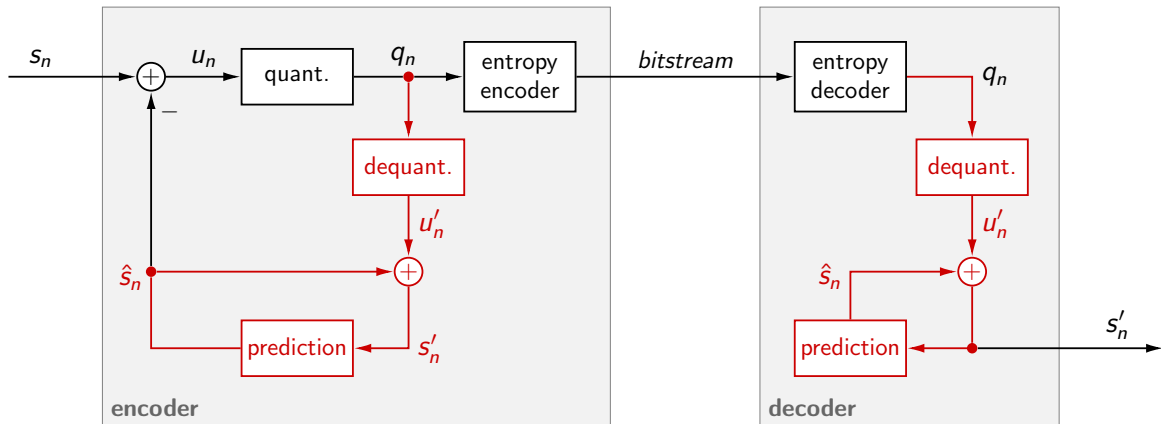 s_n
u_n
quant.
q_n
entropy
encoder
bitstream
entropy
decoder
q_n
+
−
dequant.
dequant.
u′_n
u′_n
ŝ_n
+
ŝ_n
+
prediction
s′_n
prediction
s′_n
encoder
decoder